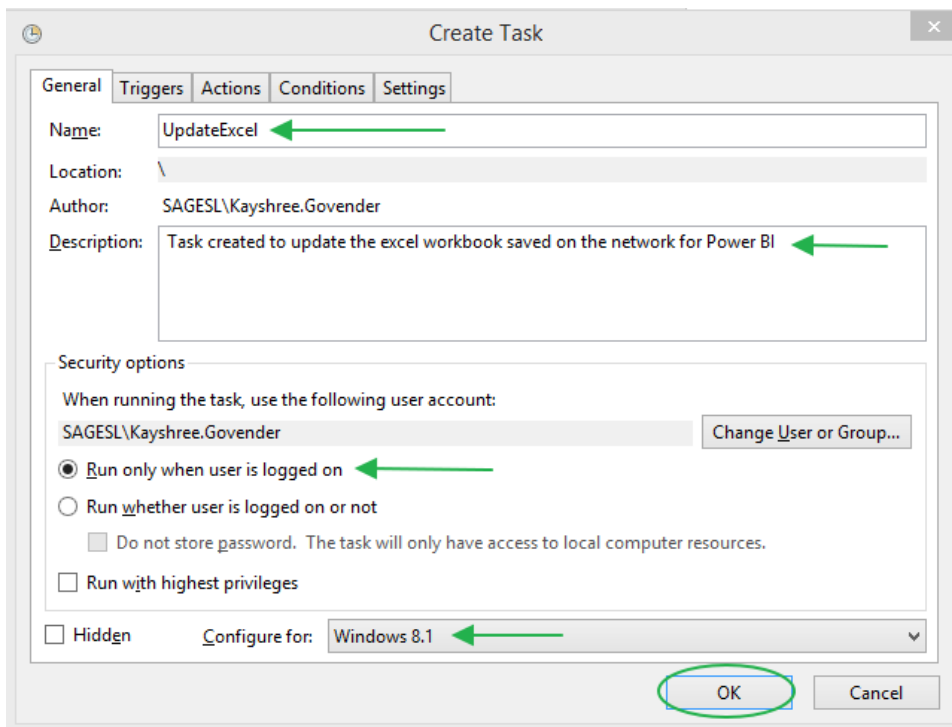 Create Task
General Triggers Actions Conditions Settings
Name: UpdateExcel
Location: \
Author: SAGESL\Kayshree.Govender
Description: Task created to update the excel workbook saved on the network for Power BI
Security options
When running the task, use the following user account:
SAGESL\Kayshree.Govender Change User or Group...
Run only when user is logged on
Run whether user is logged on or not
Do not store password. The task will only have access to local computer resources.
Run with highest privileges
Hidden Configure for: Windows 8.1
OK Cancel